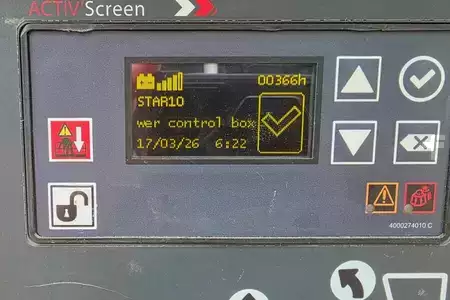 ACTIV'Screen
00366h
STAR10
wer control box
17/03/26 6:22
4000274010 C